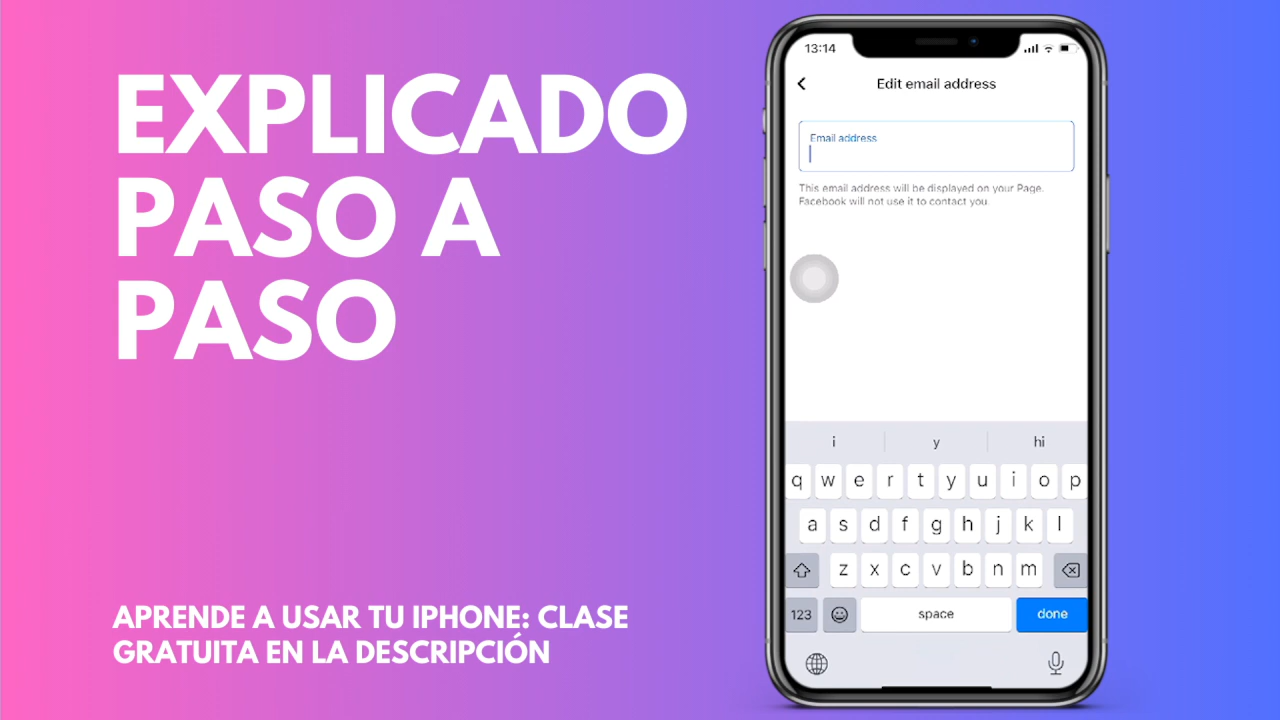 EXPLICADO
PASO A
PASO
APRENDE A USAR TU IPHONE: CLASE
GRATUITA EN LA DESCRIPCIÓN
13:14
Edit email address
Email address
This email address will be displayed on your Page.
Facebook will not use it to contact you.
i y hi
q w e r t y u i o p
a s d f g h j k l
z x c v b n m
123 space done